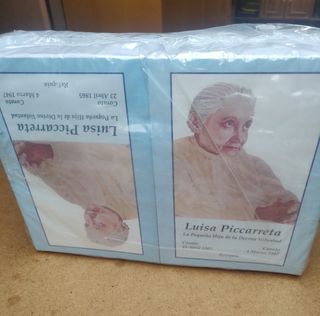 Luisa Piccarreta
La Pequeña Hija de la Divina Voluntad
Corato
23 Abril 1865
Corato
4 Marzo 1947
Reliquia
Luisa Piccarreta
La Pequeña Hija de la Divina Voluntad
Corato
23 Abril 1865
Corato
4 Marzo 1947